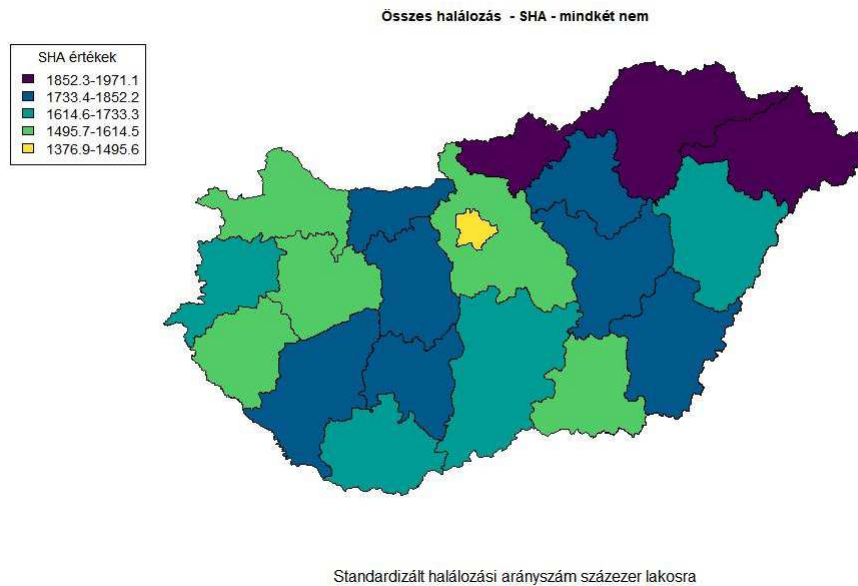 Összes halálozás - SHA - mindkét nem
SHA értékek
1852.3-1971.1
1733.4-1852.2
1614.6-1733.3
1495.7-1614.5
1376.9-1495.6
Standardizált halálozási arányszám százezer lakosra